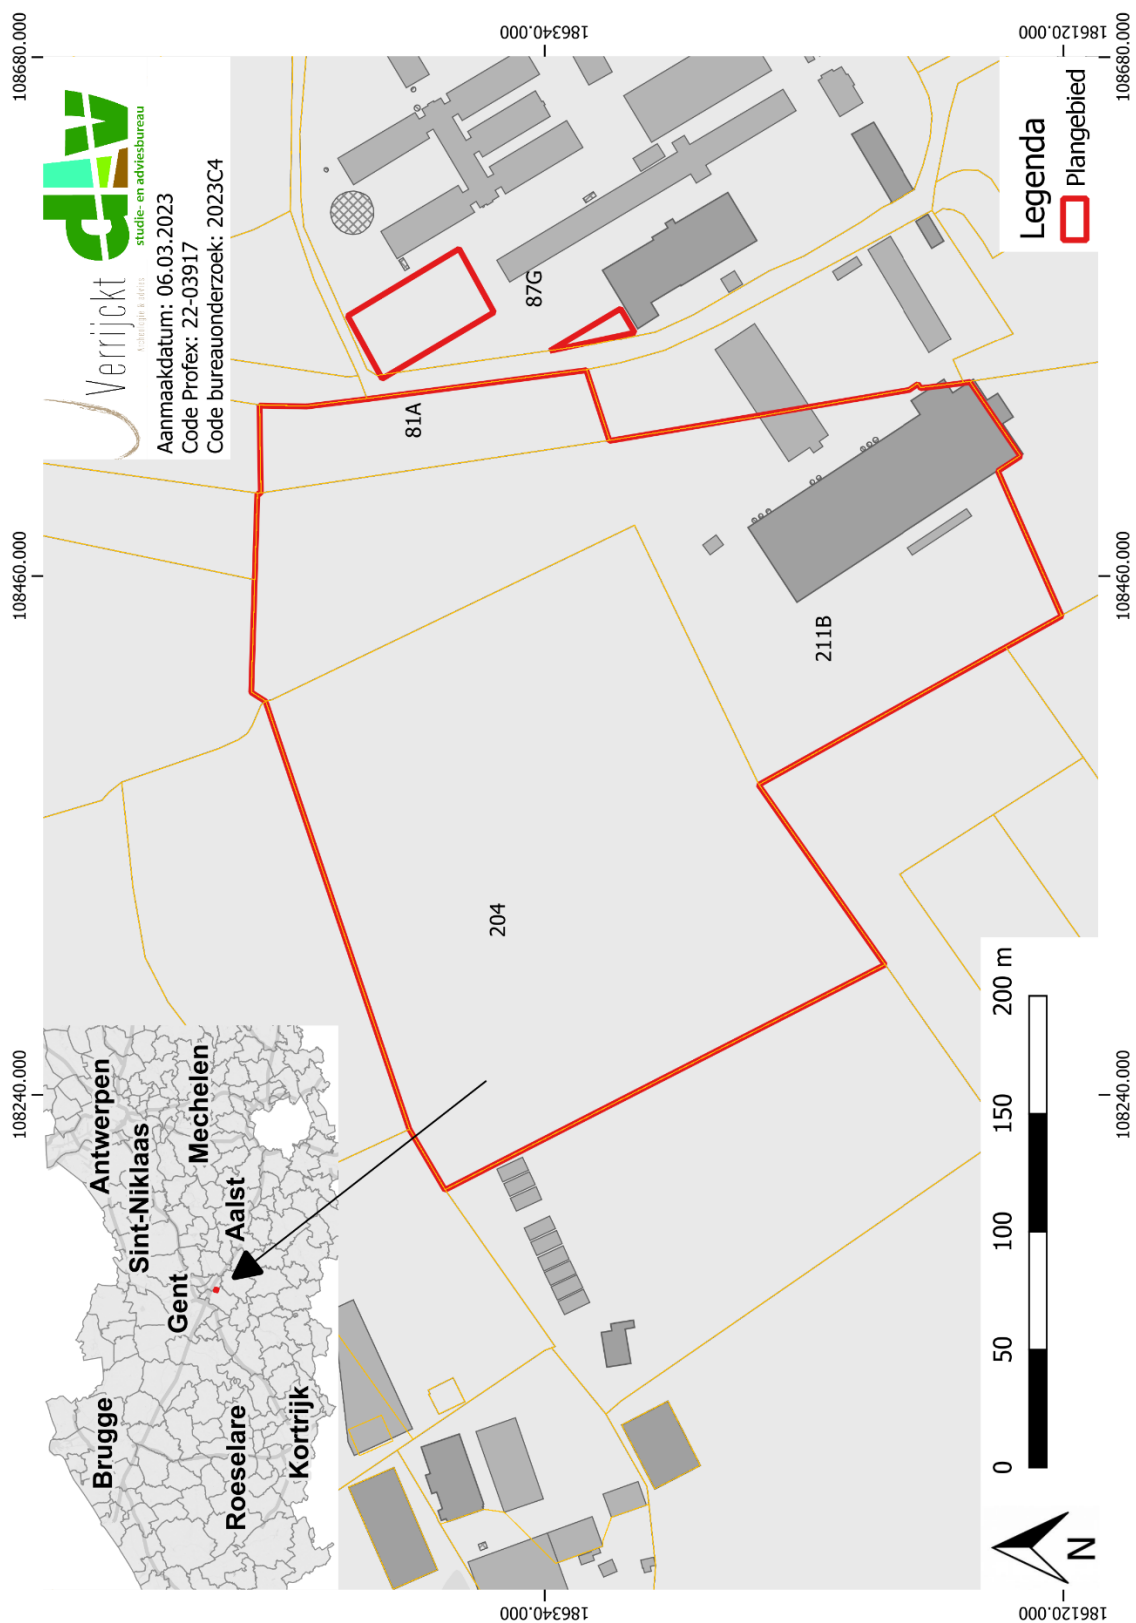 108240.000
108460.000
108680.000
186340.000
186120.000
Brugge
Antwerpen
Sint-Niklaas
Gent
Mechelen
Aalst
Roeselare
Kortrijk
Verrijckt
dlv
studie- en adviesbureau
Aanmaakdatum: 06.03.2023
Code Profex: 22-03917
Code bureauonderzoek: 2023C4
81A
87G
204
211B
N
0
50
100
150
200 m
Legenda
Plangebied
186340.000
186120.000
108240.000
108460.000
108680.000